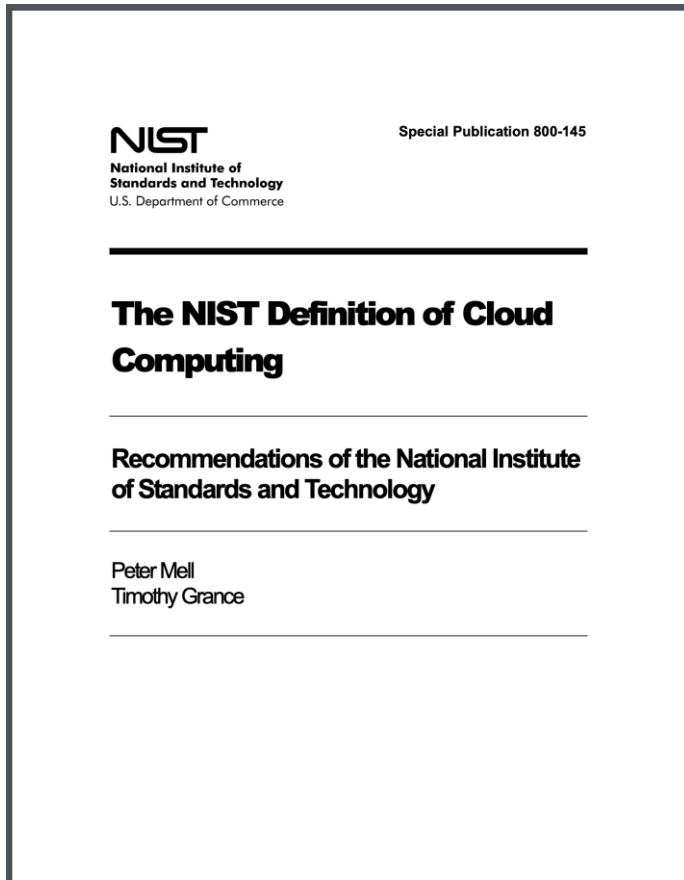 NIST
Special Publication 800-145
National Institute of
Standards and Technology
U.S. Department of Commerce
The NIST Definition of Cloud
Computing
Recommendations of the National Institute
of Standards and Technology
Peter Mell
Timothy Grance